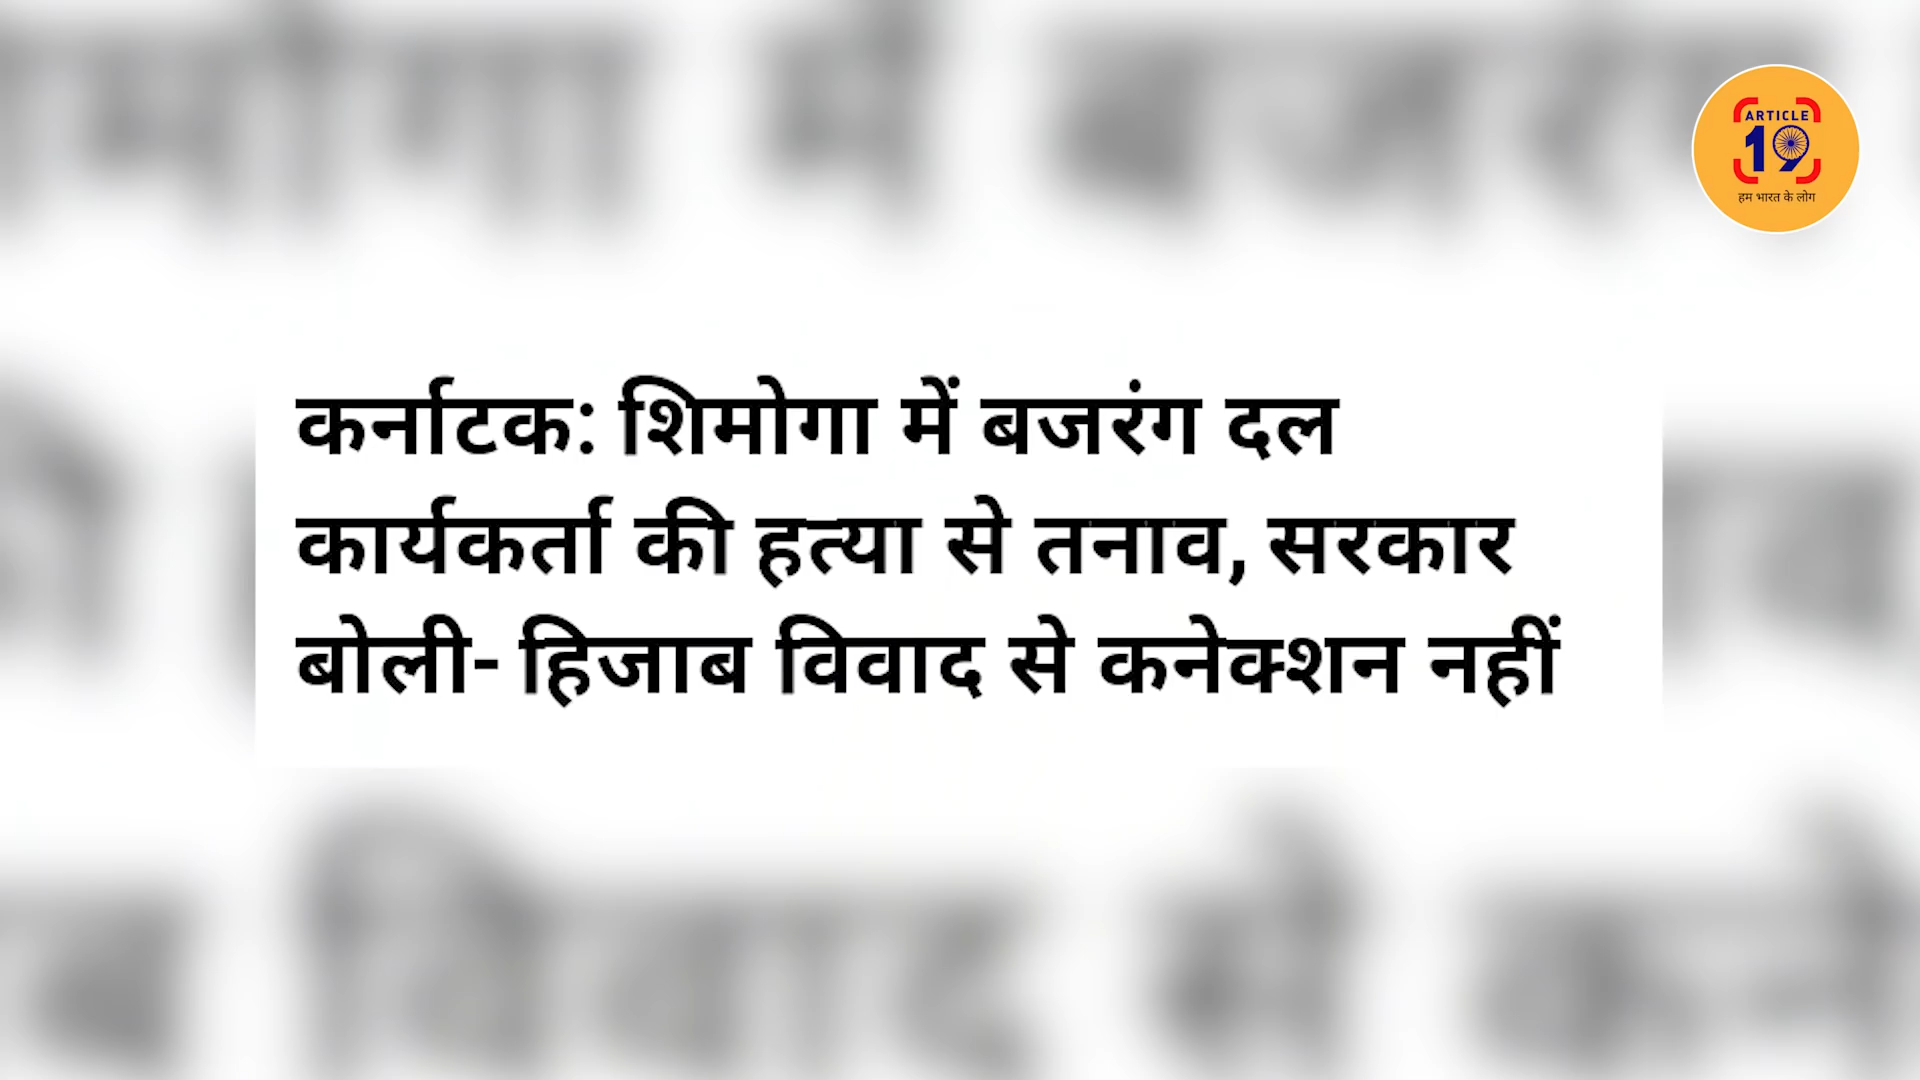 ARTICLE
19
हम भारत के लोग
कर्नाटक: शिमोगा में बजरंग दल
कार्यकर्ता की हत्या से तनाव, सरकार
बोली- हिजाब विवाद से कनेक्शन नहीं